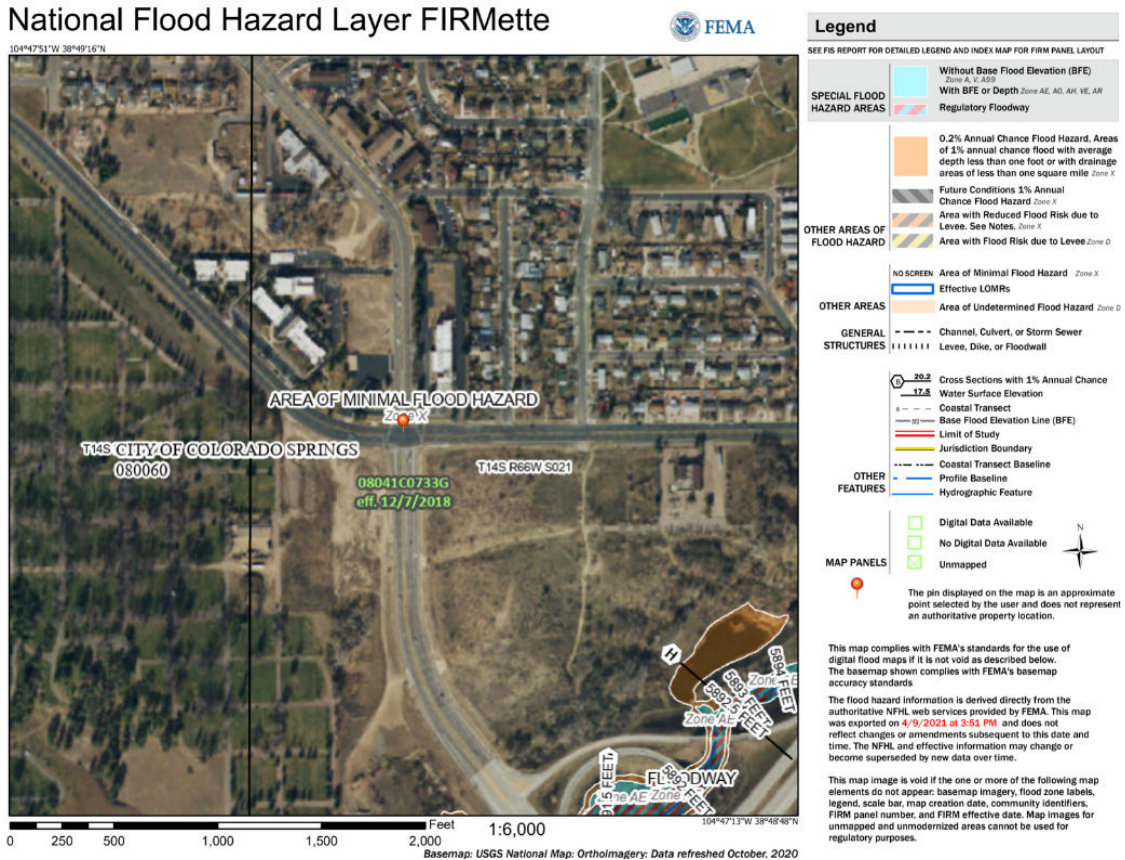 National Flood Hazard Layer FIRMette
FEMA
104°47'51"W 38°49'16"N
AREA OF MINIMAL FLOOD HAZARD
Zone X
T14S
CITY OF COLORADO SPRINGS
080060
T14S R66W S021
08041C0733G
eff. 12/7/2018
H
5894 FEET
5893 FEET
5892.5 FEET
Zone AE
FLOODWAY
104°47'13"W 38°48'48"N
0 250 500 1,000 1,500 2,000
Feet
1:6,000
Basemap: USGS National Map: Orthoimagery: Data refreshed October, 2020
Legend
SEE FIS REPORT FOR DETAILED LEGEND AND INDEX MAP FOR FIRM PANEL LAYOUT
SPECIAL FLOOD
HAZARD AREAS
Without Base Flood Elevation (BFE)
Zone A, V, A99
With BFE or Depth Zone AE, AO, AH, VE, AR
Regulatory Floodway
OTHER AREAS OF
FLOOD HAZARD
0.2% Annual Chance Flood Hazard, Areas
of 1% annual chance flood with average
depth less than one foot or with drainage
areas of less than one square mile Zone X
Future Conditions 1% Annual
Chance Flood Hazard Zone X
Area with Reduced Flood Risk due to
Levee. See Notes. Zone X
Area with Flood Risk due to Levee Zone D
OTHER AREAS
NO SCREEN Area of Minimal Flood Hazard Zone X
Effective LOMRs
Area of Undetermined Flood Hazard Zone D
GENERAL
STRUCTURES
Channel, Culvert, or Storm Sewer
Levee, Dike, or Floodwall
OTHER
FEATURES
B 20.2 Cross Sections with 1% Annual Chance
17.5 Water Surface Elevation
8 Coastal Transect
Base Flood Elevation Line (BFE)
Limit of Study
Jurisdiction Boundary
Coastal Transect Baseline
Profile Baseline
Hydrographic Feature
MAP PANELS
Digital Data Available
No Digital Data Available
Unmapped
N
The pin displayed on the map is an approximate
point selected by the user and does not represent
an authoritative property location.
This map complies with FEMA's standards for the use of
digital flood maps if it is not void as described below.
The basemap shown complies with FEMA's basemap
accuracy standards
The flood hazard information is derived directly from the
authoritative NFHL web services provided by FEMA. This map
was exported on 4/9/2021 at 3:51 PM and does not
reflect changes or amendments subsequent to this date and
time. The NFHL and effective information may change or
become superseded by new data over time.
This map image is void if the one or more of the following map
elements do not appear: basemap imagery, flood zone labels,
legend, scale bar, map creation date, community identifiers,
FIRM panel number, and FIRM effective date. Map images for
unmapped and unmodernized areas cannot be used for
regulatory purposes.